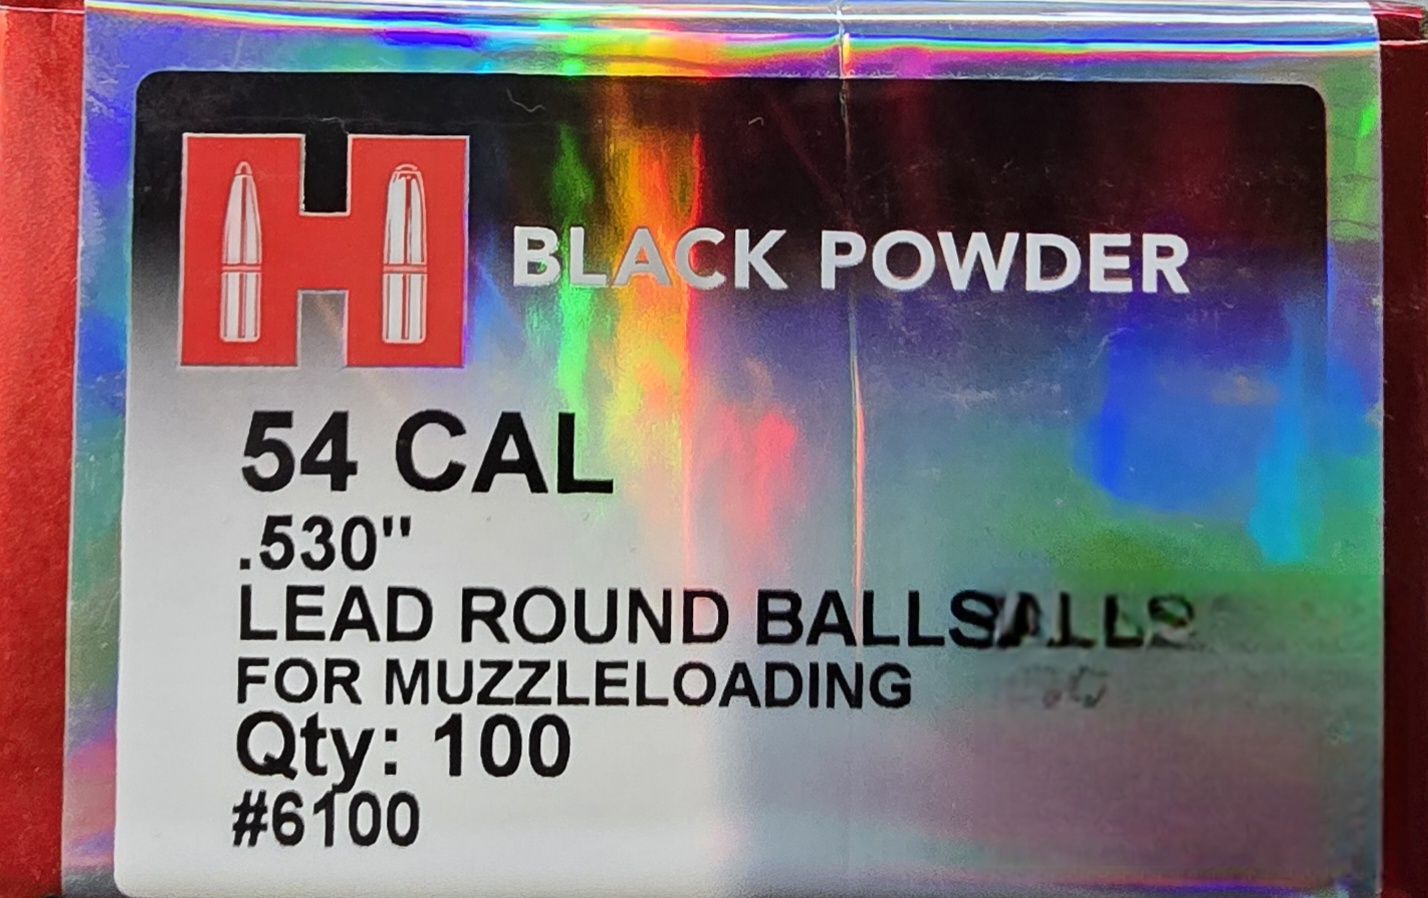 H BLACK POWDER
54 CAL
.530"
LEAD ROUND BALLS
FOR MUZZLELOADING
Qty: 100
#6100